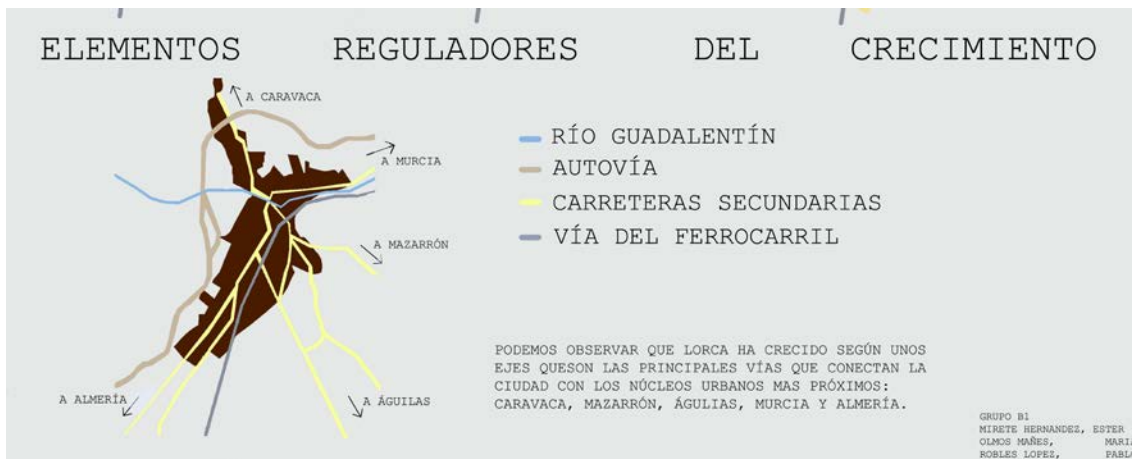 ELEMENTOS REGULADORES DEL CRECIMIENTO
A CARAVACA
A MURCIA
A MAZARRÓN
A ALMERÍA
A ÁGUILAS
RÍO GUADALENTÍN
AUTOVÍA
CARRETERAS SECUNDARIAS
VÍA DEL FERROCARRIL
PODEMOS OBSERVAR QUE LORCA HA CRECIDO SEGÚN UNOS
EJES QUESON LAS PRINCIPALES VÍAS QUE CONECTAN LA
CIUDAD CON LOS NÚCLEOS URBANOS MAS PRÓXIMOS:
CARAVACA, MAZARRÓN, ÁGULIAS, MURCIA Y ALMERÍA.
GRUPO B1
MIRETE HERNANDEZ, ESTER
OLMOS MAÑES, MARIA
ROBLES LOPEZ, PABLO